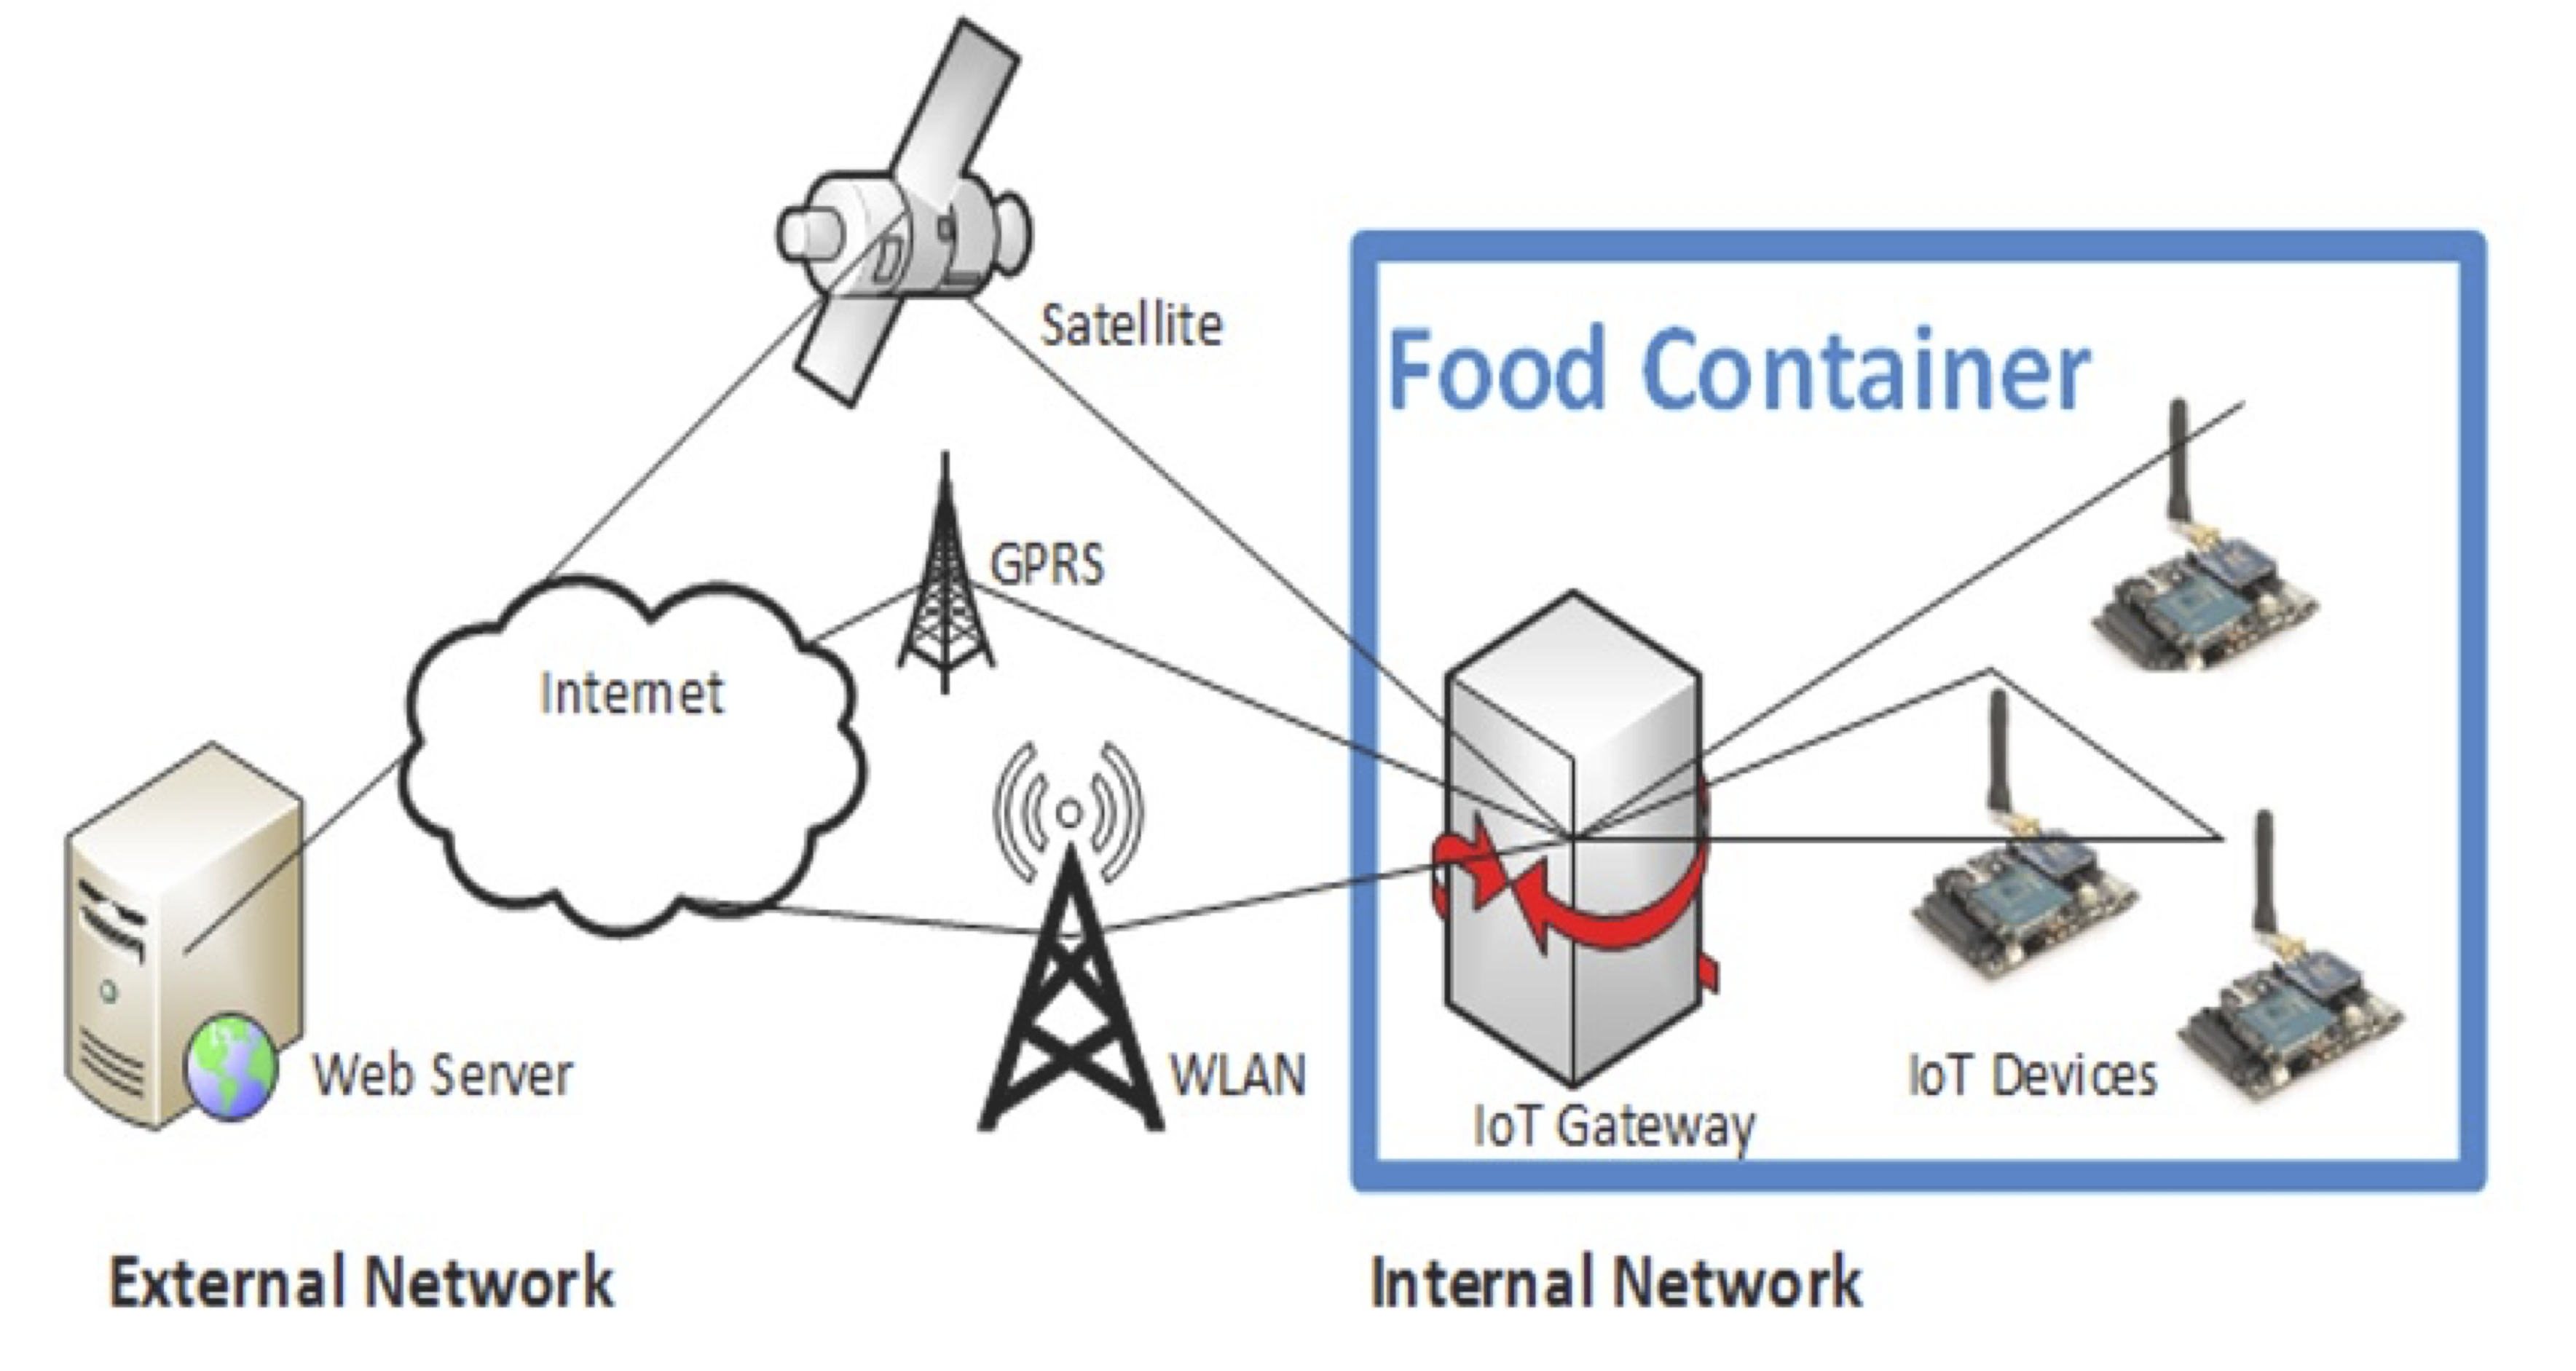 Satellite
Food Container
GPRS
Internet
Web Server
WLAN
IoT Devices
IoT Gateway
External Network
Internal Network